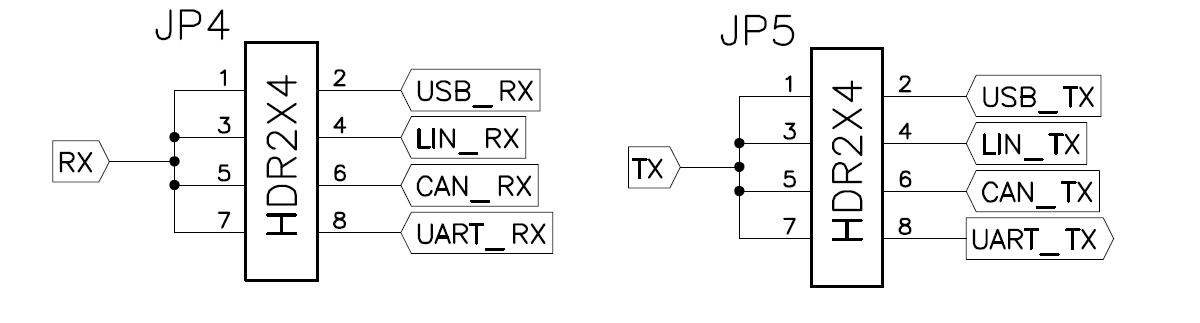 JP4
1 2 USB_RX
3 4 LIN_RX
RX
5 6 CAN_RX
7 8 UART_RX
HDR2X4
JP5
1 2 USB_TX
3 4 LIN_TX
TX
5 6 CAN_TX
7 8 UART_TX
HDR2X4